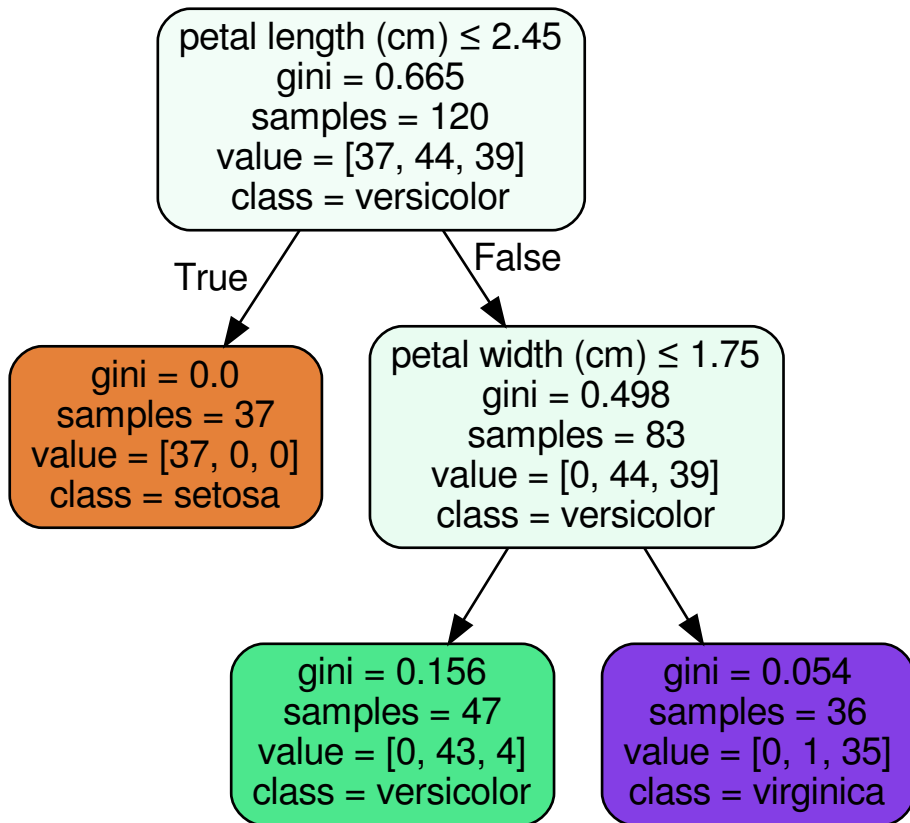 petal length (cm) ≤ 2.45
gini = 0.665
samples = 120
value = [37, 44, 39]
class = versicolor
True
False
gini = 0.0
samples = 37
value = [37, 0, 0]
class = setosa
petal width (cm) ≤ 1.75
gini = 0.498
samples = 83
value = [0, 44, 39]
class = versicolor
gini = 0.156
samples = 47
value = [0, 43, 4]
class = versicolor
gini = 0.054
samples = 36
value = [0, 1, 35]
class = virginica